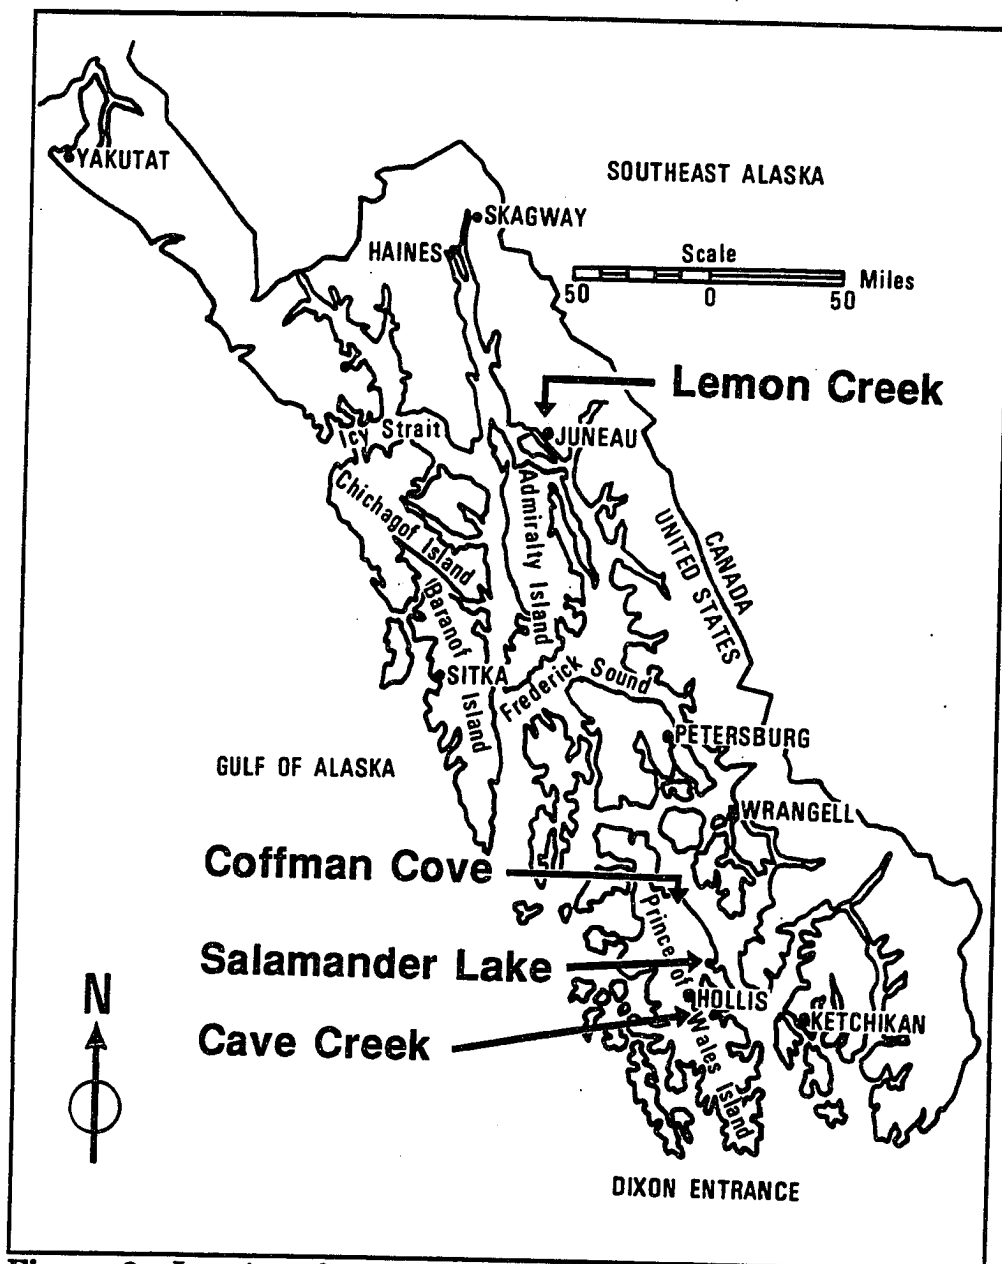 YAKUTAT
SOUTHEAST ALASKA
SKAGWAY
HAINES
Scale
Miles
50 0 50
Lemon Creek
JUNEAU
Icy Strait
Chichagof Island
Admiralty Island
CANADA
UNITED STATES
Baranof Island
SITKA
Frederick Sound
PETERSBURG
GULF OF ALASKA
WRANGELL
Coffman Cove
Prince of Wales Island
Salamander Lake
N
HOLLIS
KETCHIKAN
Cave Creek
DIXON ENTRANCE